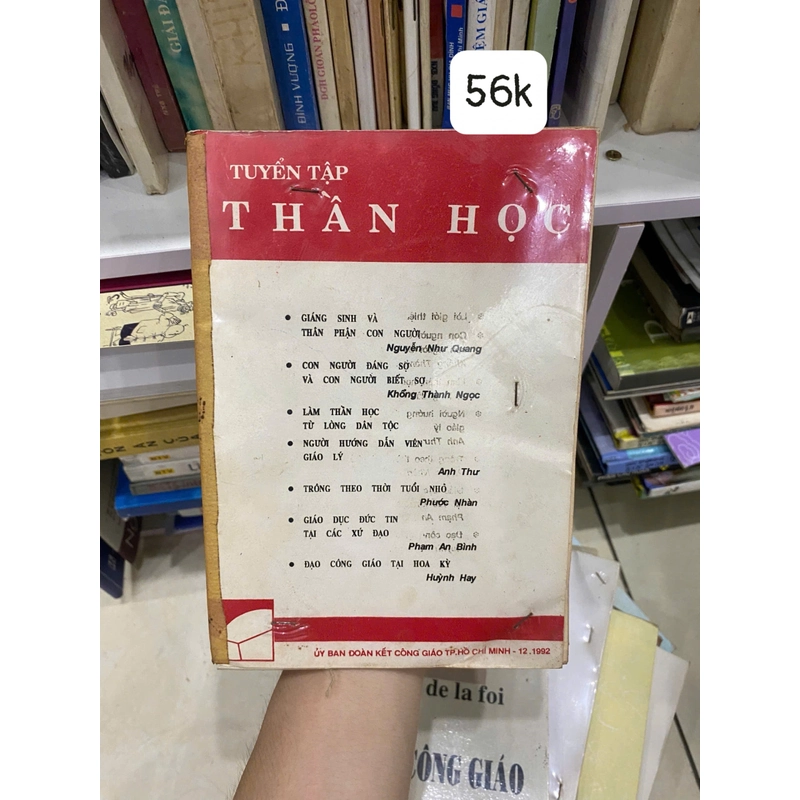 56k
GIẢI ĐÁ
ĐỊNH VƯỢNG
TUYỂN TẬP
THẦN HỌC
• GIÁNG SINH VÀ
THÂN PHẬN CON NGƯỜI
Nguyễn Như Quang
• CON NGƯỜI ĐÁNG SỢ
VÀ CON NGƯỜI BIẾT SỢ
Khổng Thành Ngọc
• LÀM THẦN HỌC
TỪ LÒNG DÂN TỘC
• NGƯỜI HƯỚNG DẪN VIÊN
GIÁO LÝ
Anh Thư
• TRÔNG THEO THỜI TUỔI NHỎ
Phước Nhàn
• GIÁO DỤC ĐỨC TIN
TẠI CÁC XỨ ĐẠO
Phạm An Bình
• ĐẠO CÔNG GIÁO TẠI HOA KỲ
Huỳnh Hay
ỦY BAN ĐOÀN KẾT CÔNG GIÁO TP.HỒ CHÍ MINH - 12.1992
de la foi
CÔNG GIÁO